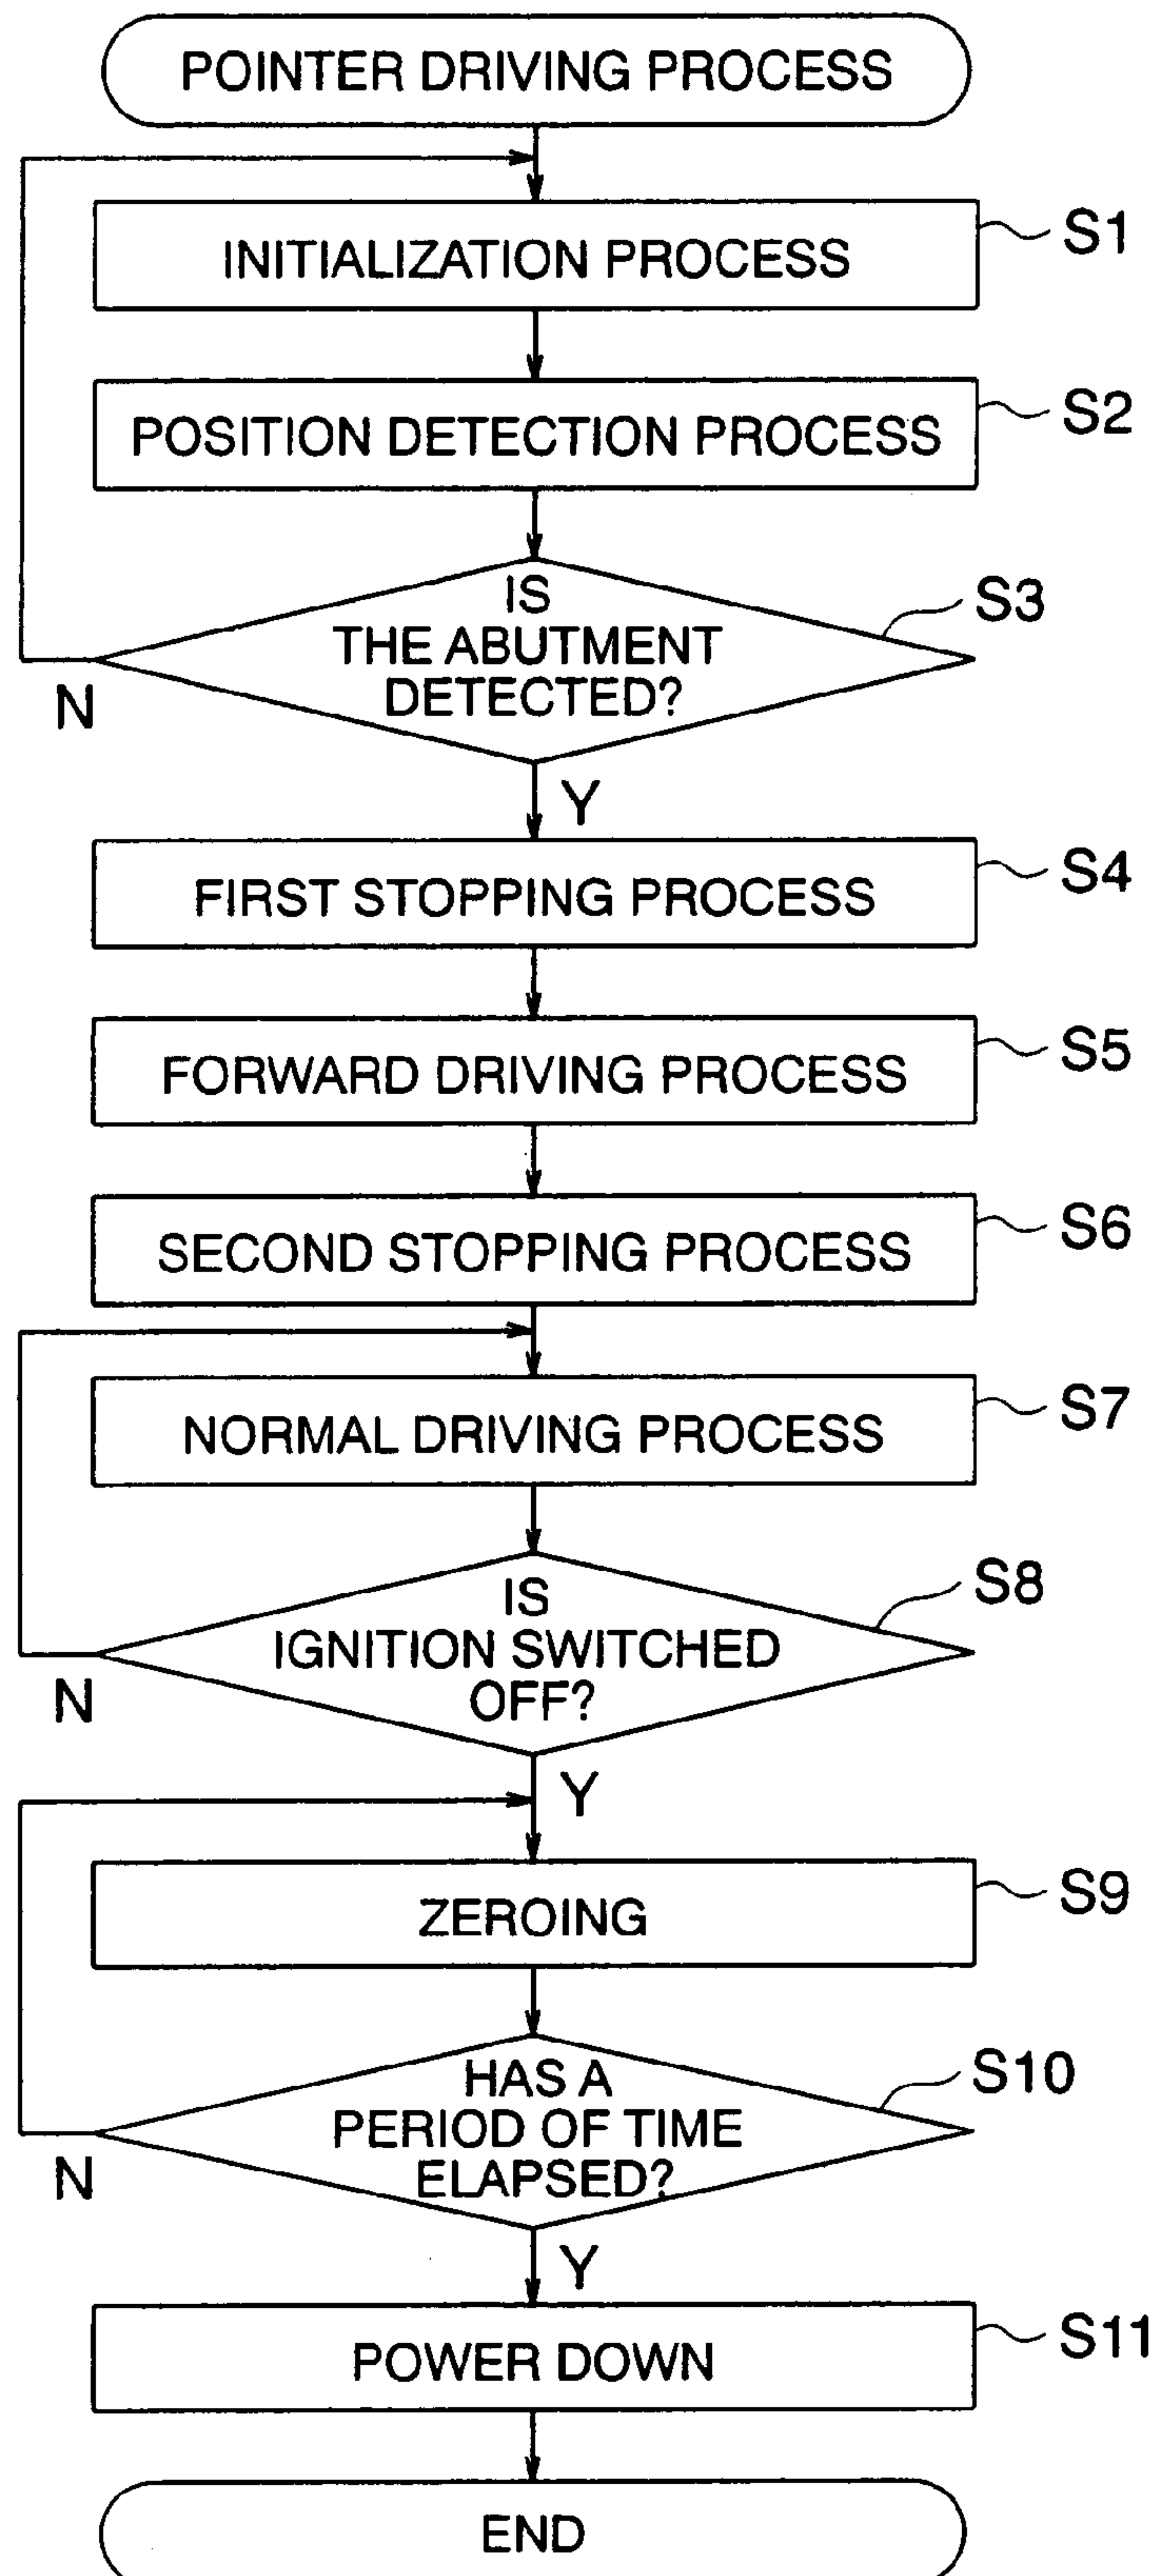 POINTER DRIVING PROCESS
INITIALIZATION PROCESS
S1
POSITION DETECTION PROCESS
S2
IS
THE ABUTMENT
DETECTED?
S3
N
Y
FIRST STOPPING PROCESS
S4
FORWARD DRIVING PROCESS
S5
SECOND STOPPING PROCESS
S6
NORMAL DRIVING PROCESS
S7
IS
IGNITION SWITCHED
OFF?
S8
N
Y
ZEROING
S9
HAS A
PERIOD OF TIME
ELAPSED?
S10
N
Y
POWER DOWN
S11
END